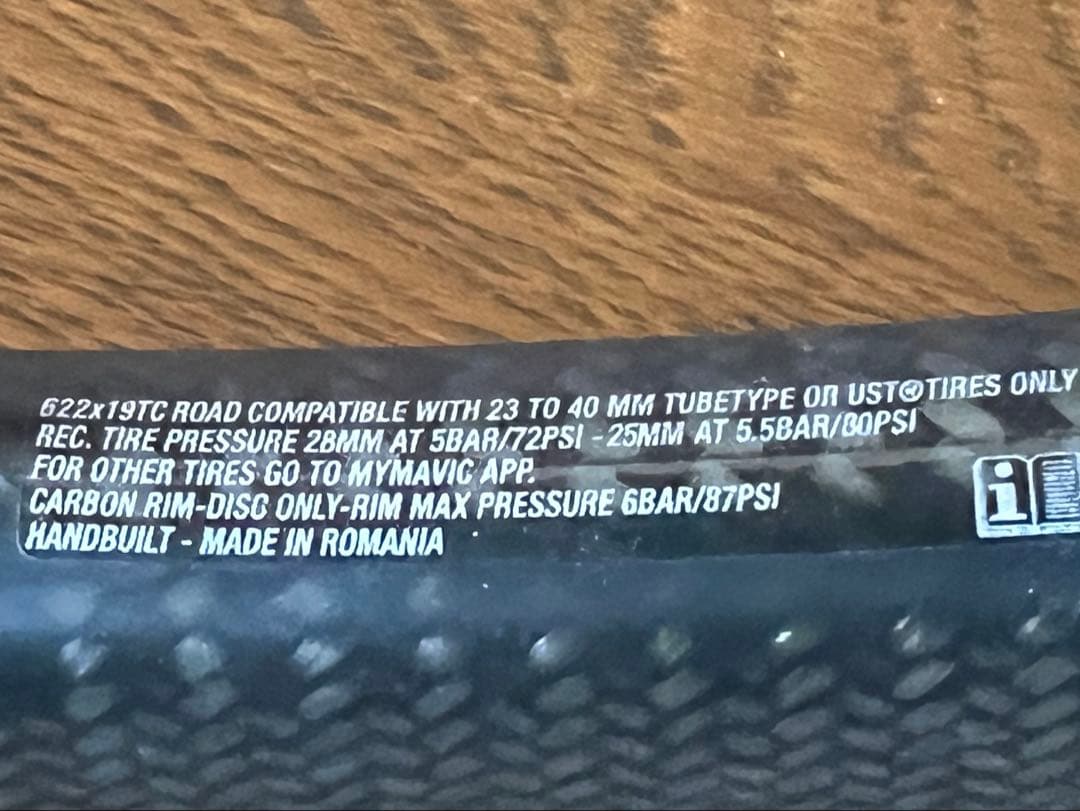 622x19TC ROAD COMPATIBLE WITH 23 TO 40 MM TUBETYPE OR UST® TIRES ONLY
REC. TIRE PRESSURE 28MM AT 5BAR/72PSI - 25MM AT 5.5BAR/80PSI
FOR OTHER TIRES GO TO MYMAVIC APP.
CARBON RIM-DISC ONLY-RIM MAX PRESSURE 6BAR/87PSI
HANDBUILT - MADE IN ROMANIA
i